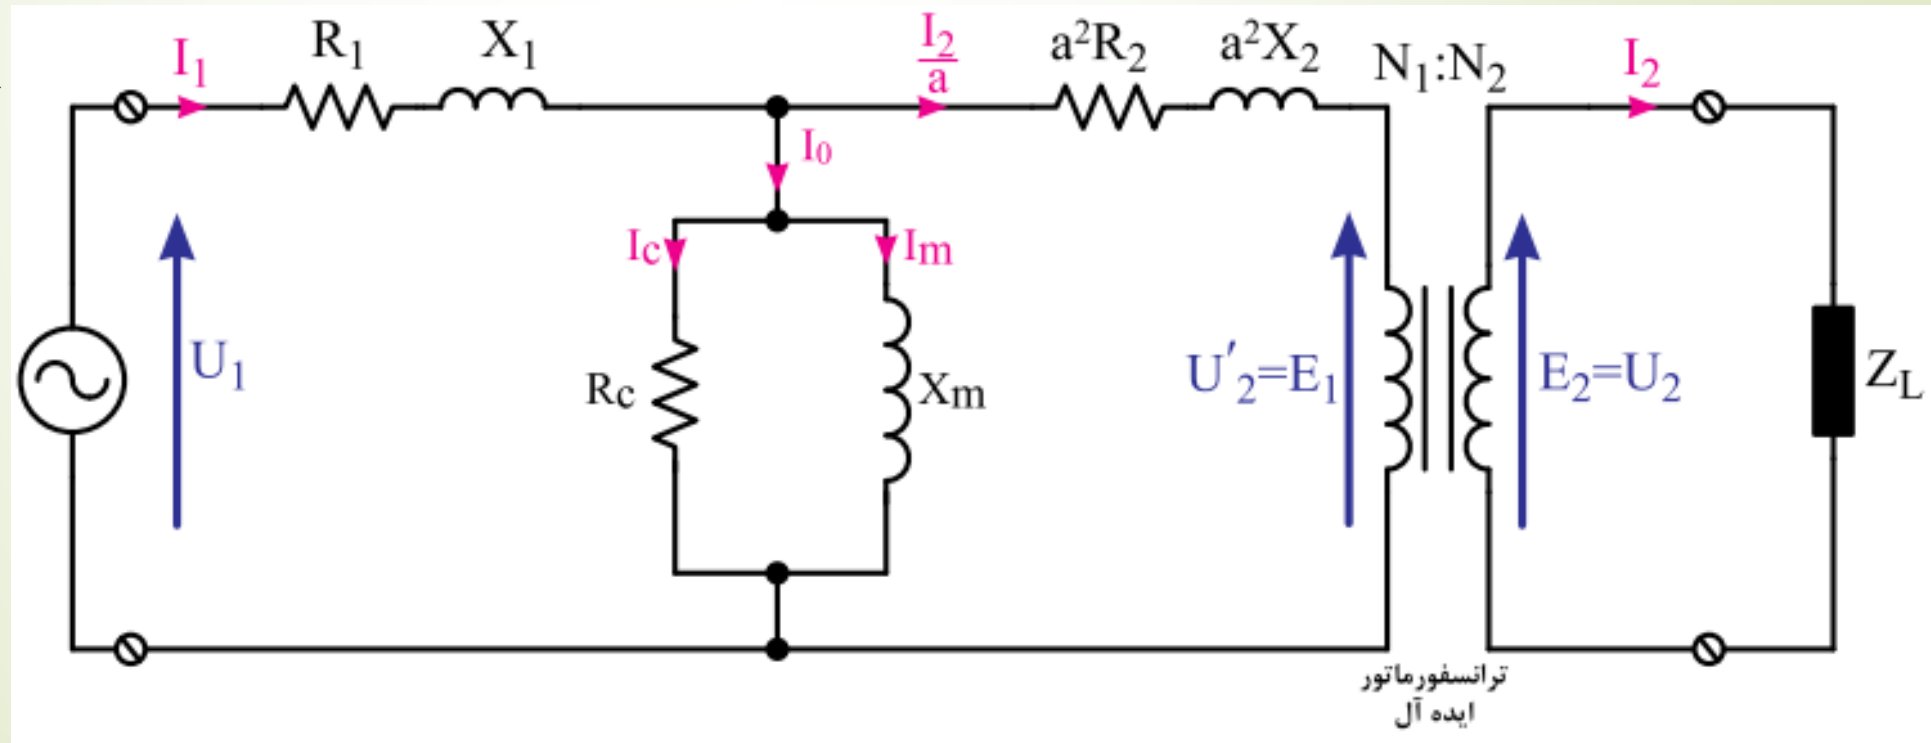 I₁
R₁
X₁
I₂/a
a²R₂
a²X₂
N₁:N₂
I₂
I₀
Ic
Im
U₁
Rc
Xm
U′₂=E₁
E₂=U₂
Z_L
ترانسفورماتور
ایده آل